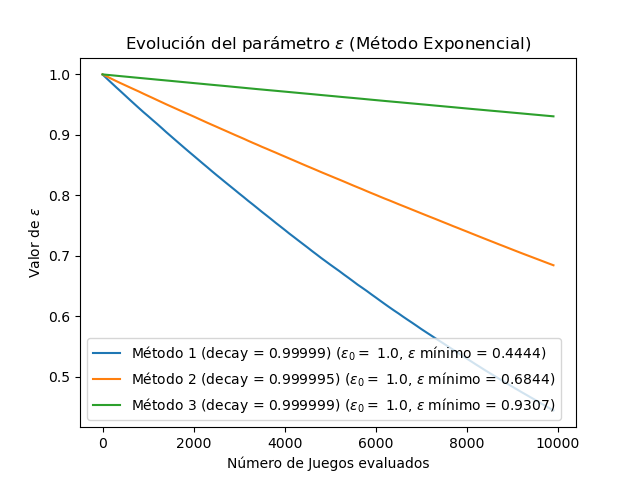 Evolución del parámetro ε (Método Exponencial)
Valor de ε
1.0
0.9
0.8
0.7
0.6
0.5
Método 1 (decay = 0.99999) (ε₀ = 1.0, ε mínimo = 0.4444)
Método 2 (decay = 0.999995) (ε₀ = 1.0, ε mínimo = 0.6844)
Método 3 (decay = 0.999999) (ε₀ = 1.0, ε mínimo = 0.9307)
0 2000 4000 6000 8000 10000
Número de Juegos evaluados